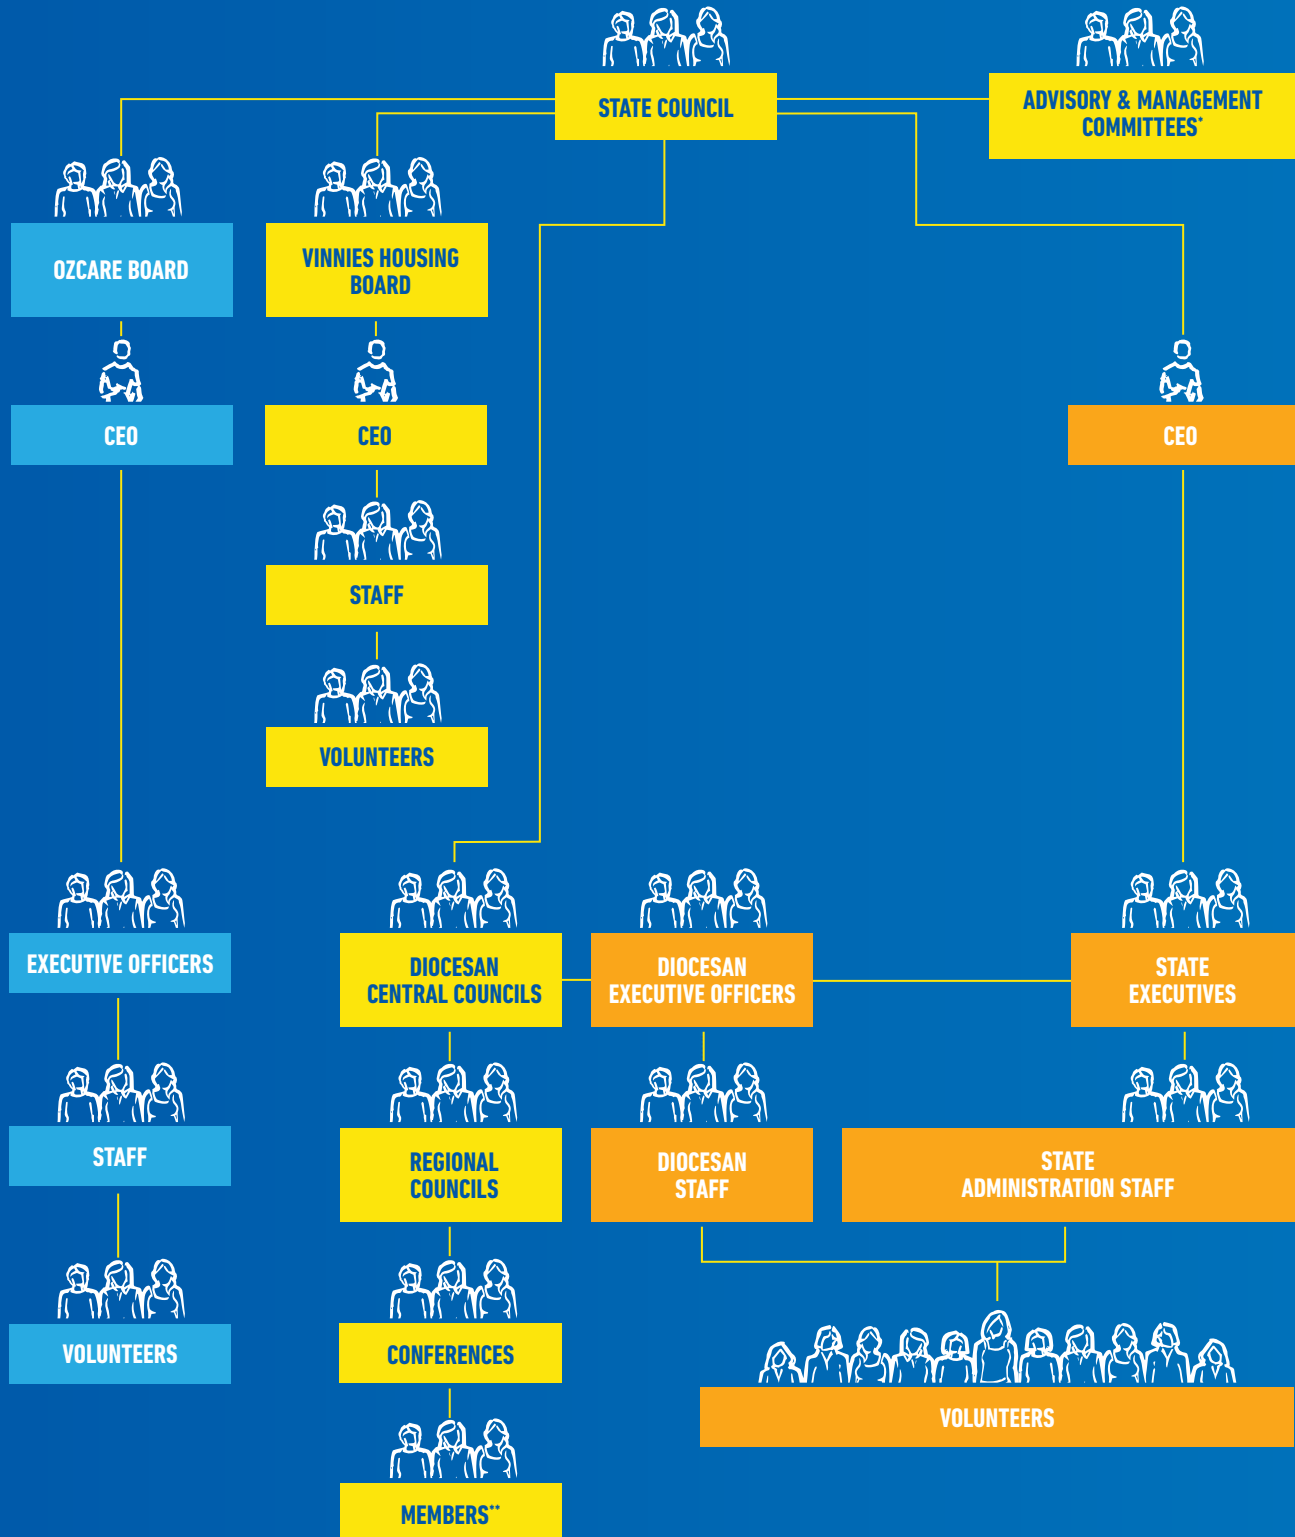 STATE COUNCIL
ADVISORY & MANAGEMENT
COMMITTEES*
OZCARE BOARD
VINNIES HOUSING
BOARD
CEO
CEO
CEO
STAFF
VOLUNTEERS
EXECUTIVE OFFICERS
DIOCESAN
CENTRAL COUNCILS
DIOCESAN
EXECUTIVE OFFICERS
STATE
EXECUTIVES
STAFF
REGIONAL
COUNCILS
DIOCESAN
STAFF
STATE
ADMINISTRATION STAFF
VOLUNTEERS
CONFERENCES
VOLUNTEERS
MEMBERS**